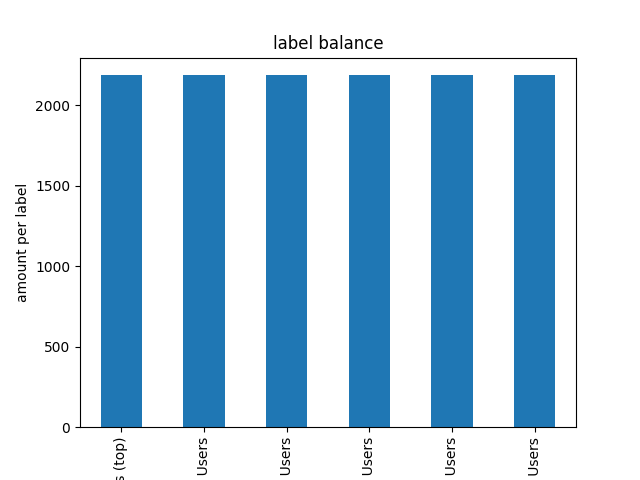 label balance
amount per label
2000
1500
1000
500
0
(top)
Users
Users
Users
Users
Users